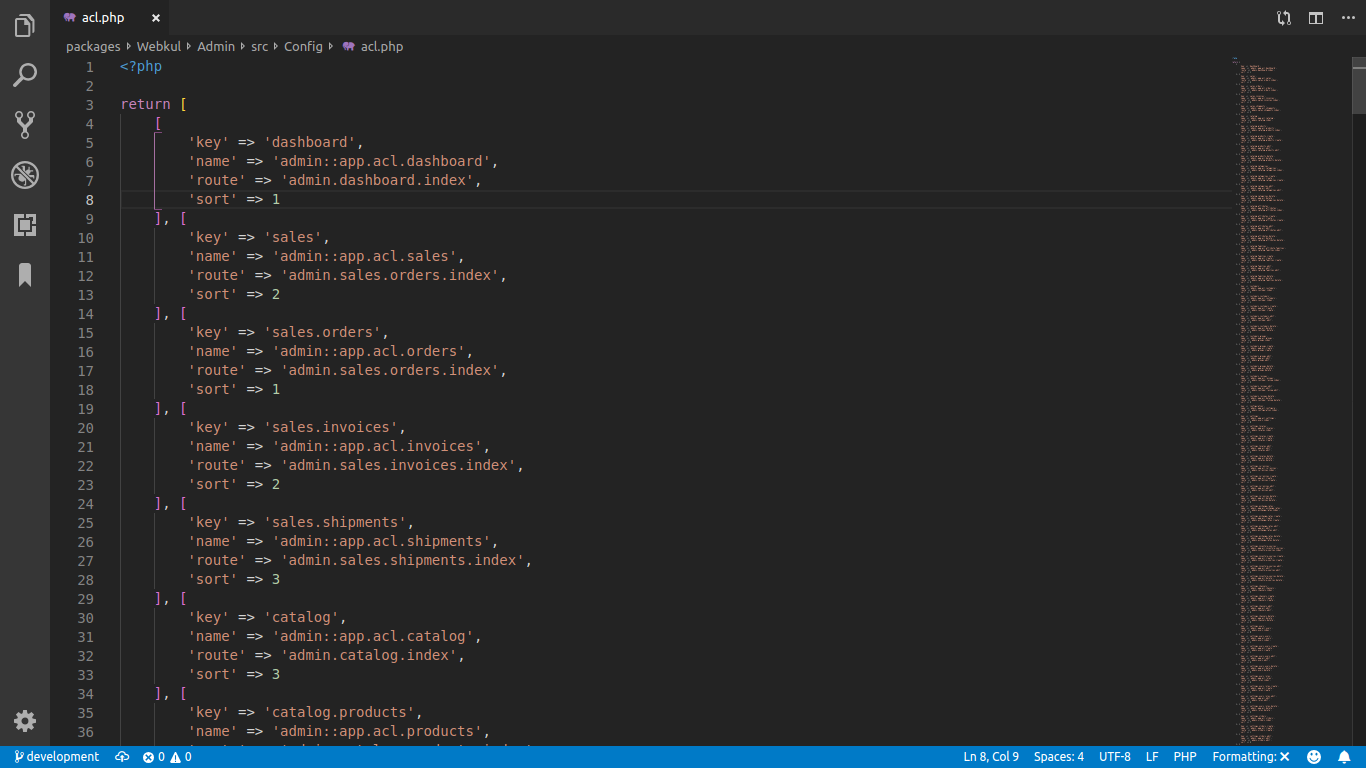 acl.php
packages Webkul Admin src Config acl.php
1 <?php
2
3 return [
4 [
5 'key' => 'dashboard',
6 'name' => 'admin::app.acl.dashboard',
7 'route' => 'admin.dashboard.index',
8 'sort' => 1
9 ], [
10 'key' => 'sales',
11 'name' => 'admin::app.acl.sales',
12 'route' => 'admin.sales.orders.index',
13 'sort' => 2
14 ], [
15 'key' => 'sales.orders',
16 'name' => 'admin::app.acl.orders',
17 'route' => 'admin.sales.orders.index',
18 'sort' => 1
19 ], [
20 'key' => 'sales.invoices',
21 'name' => 'admin::app.acl.invoices',
22 'route' => 'admin.sales.invoices.index',
23 'sort' => 2
24 ], [
25 'key' => 'sales.shipments',
26 'name' => 'admin::app.acl.shipments',
27 'route' => 'admin.sales.shipments.index',
28 'sort' => 3
29 ], [
30 'key' => 'catalog',
31 'name' => 'admin::app.acl.catalog',
32 'route' => 'admin.catalog.index',
33 'sort' => 3
34 ], [
35 'key' => 'catalog.products',
36 'name' => 'admin::app.acl.products',
development 0 0 Ln 8, Col 9 Spaces: 4 UTF-8 LF PHP Formatting: